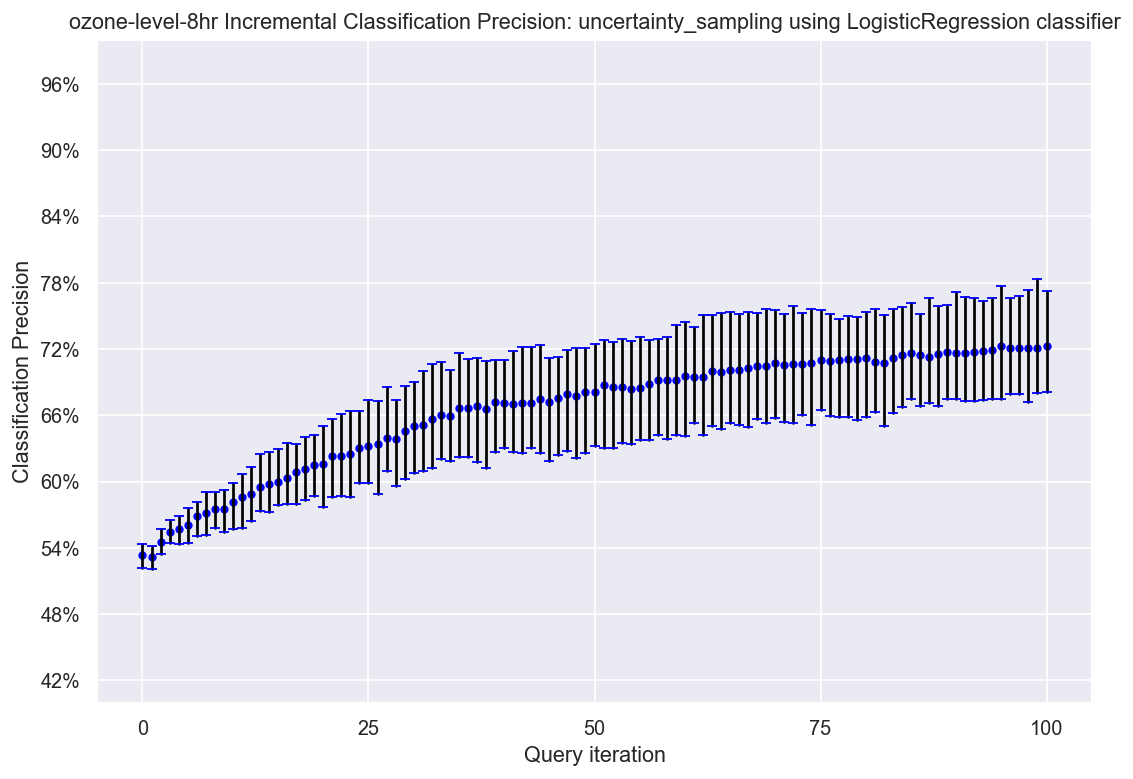 ozone-level-8hr Incremental Classification Precision: uncertainty_sampling using LogisticRegression classifier
96%
90%
84%
78%
72%
66%
60%
54%
48%
42%
Classification Precision
0 25 50 75 100
Query iteration